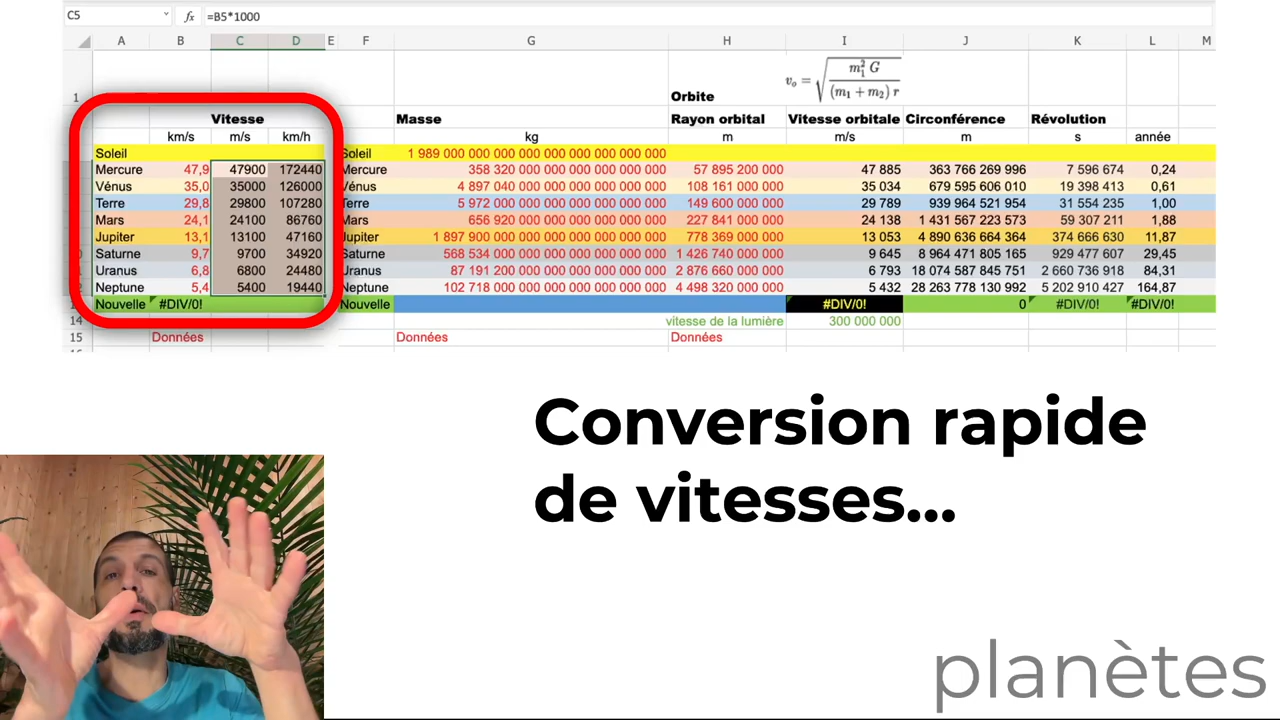 C5 fx =B5*1000
A B C D E F G H I J K L M
1 Orbite v₀ = √(m₁² G / (m₁ + m₂) r)
Vitesse Masse Rayon orbital Vitesse orbitale Circonférence Révolution
km/s m/s km/h kg m m/s m s année
Soleil Soleil 1 989 000 000 000 000 000 000 000 000 000
Mercure 47,9 47900 172440 Mercure 358 320 000 000 000 000 000 000 57 895 200 000 47 885 363 766 269 996 7 596 674 0,24
Vénus 35,0 35000 126000 Vénus 4 897 040 000 000 000 000 000 000 108 161 000 000 35 034 679 595 606 010 19 398 413 0,61
Terre 29,8 29800 107280 Terre 5 972 000 000 000 000 000 000 000 149 600 000 000 29 789 939 964 521 954 31 554 235 1,00
Mars 24,1 24100 86760 Mars 656 920 000 000 000 000 000 000 227 841 000 000 24 138 1 431 567 223 573 59 307 211 1,88
Jupiter 13,1 13100 47160 Jupiter 1 897 900 000 000 000 000 000 000 000 778 369 000 000 13 053 4 890 636 664 364 374 666 630 11,87
Saturne 9,7 9700 34920 Saturne 568 534 000 000 000 000 000 000 000 1 426 740 000 000 9 645 8 964 471 805 165 929 477 607 29,45
Uranus 6,8 6800 24480 Uranus 87 191 200 000 000 000 000 000 000 2 876 660 000 000 6 793 18 074 587 845 751 2 660 736 918 84,31
Neptune 5,4 5400 19440 Neptune 102 718 000 000 000 000 000 000 000 4 498 320 000 000 5 432 28 263 778 130 992 5 202 910 427 164,87
Nouvelle #DIV/0! Nouvelle #DIV/0! 0 #DIV/0! #DIV/0!
14 vitesse de la lumière 300 000 000
15 Données Données Données
Conversion rapide
de vitesses...
planètes